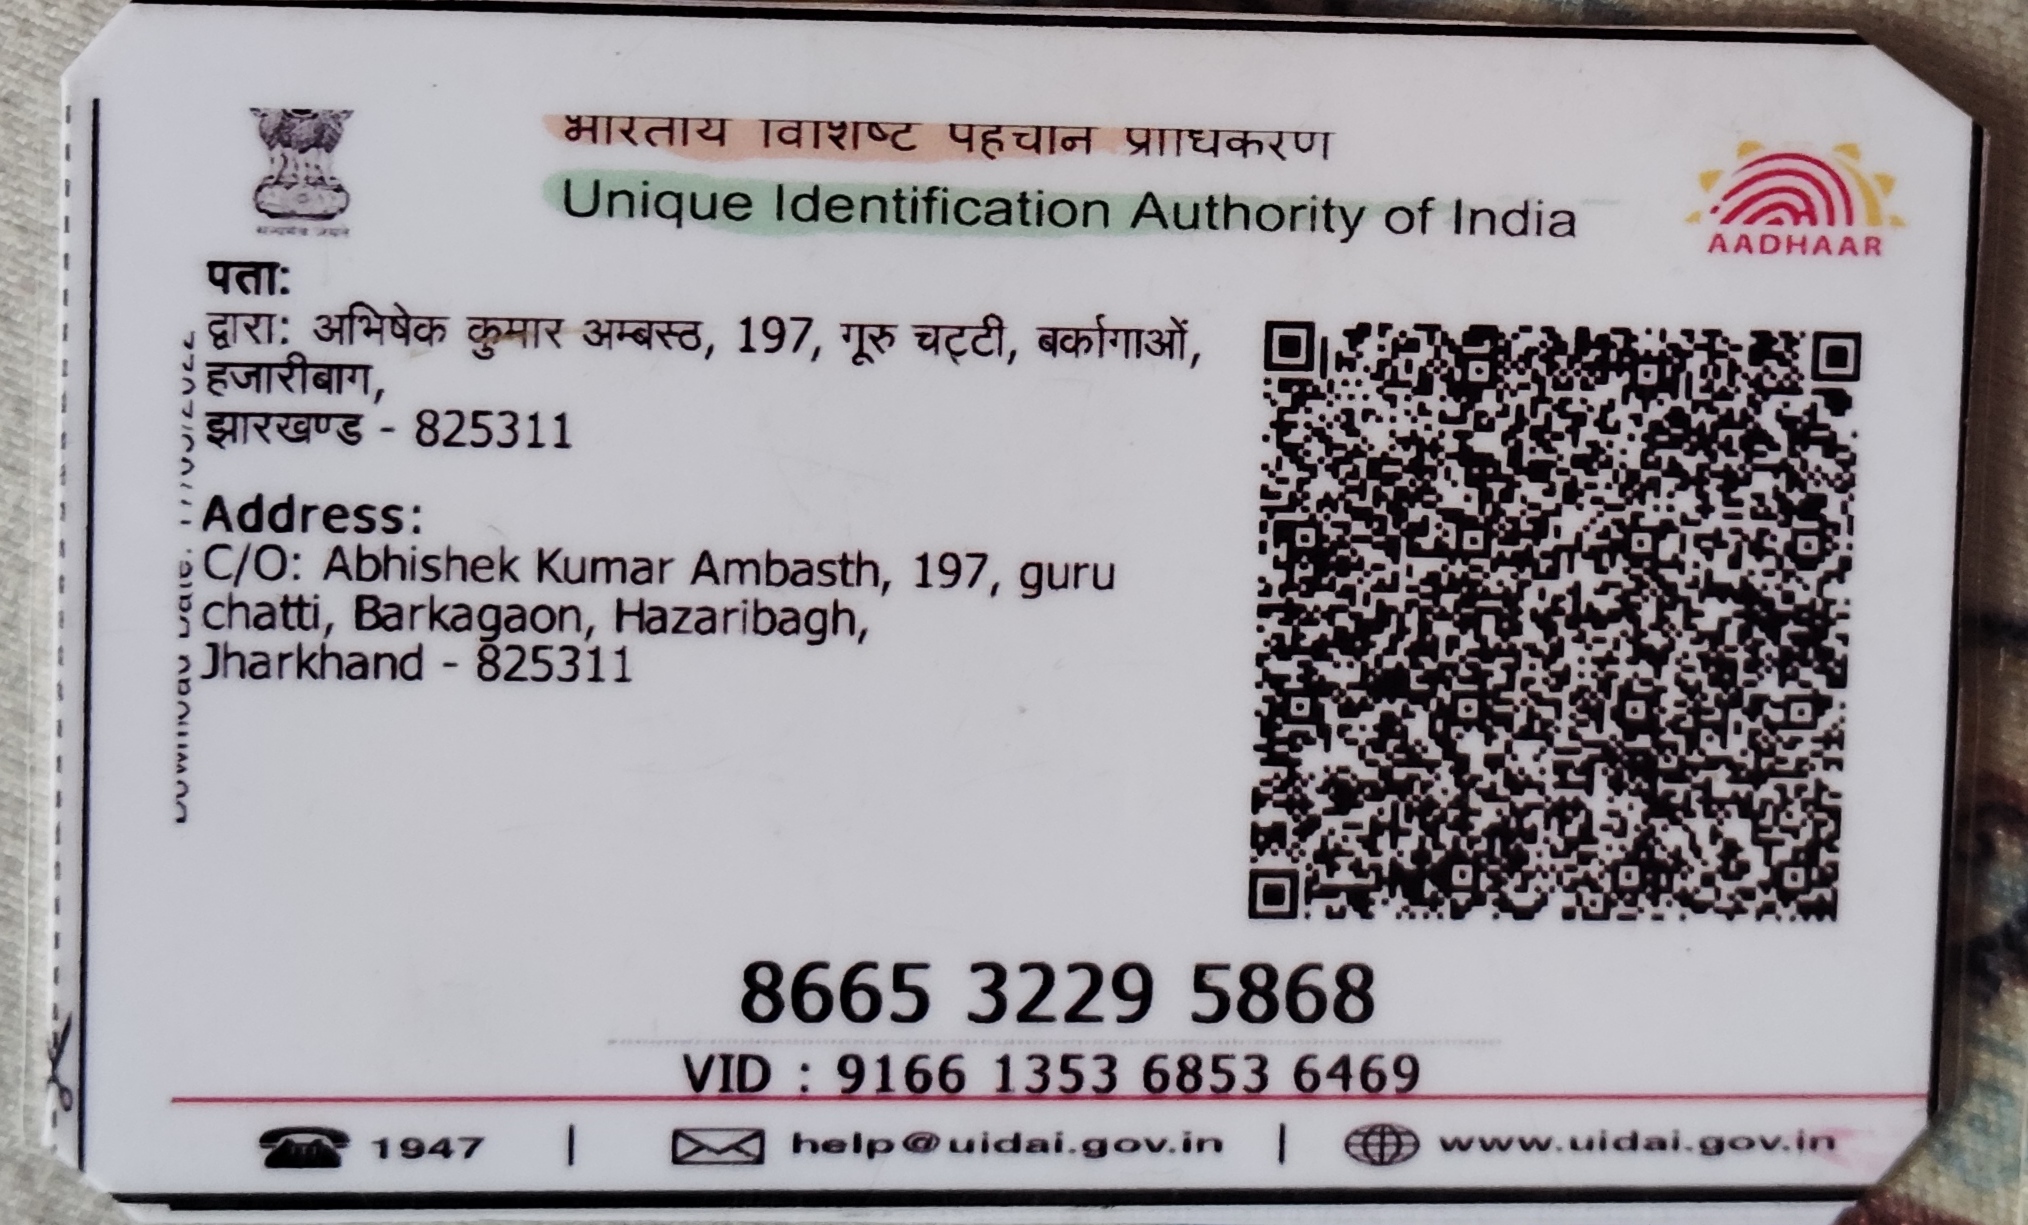 भारतीय विशिष्ट पहचान प्राधिकरण
Unique Identification Authority of India
AADHAAR
पता:
द्वारा: अभिषेक कुमार अम्बस्ठ, 197, गूरु चट्टी, बर्कागाओं,
हजारीबाग,
झारखण्ड - 825311
Address:
C/O: Abhishek Kumar Ambasth, 197, guru
chatti, Barkagaon, Hazaribagh,
Jharkhand - 825311
8665 3229 5868
VID : 9166 1353 6853 6469
1947 | help@uidai.gov.in | www.uidai.gov.in